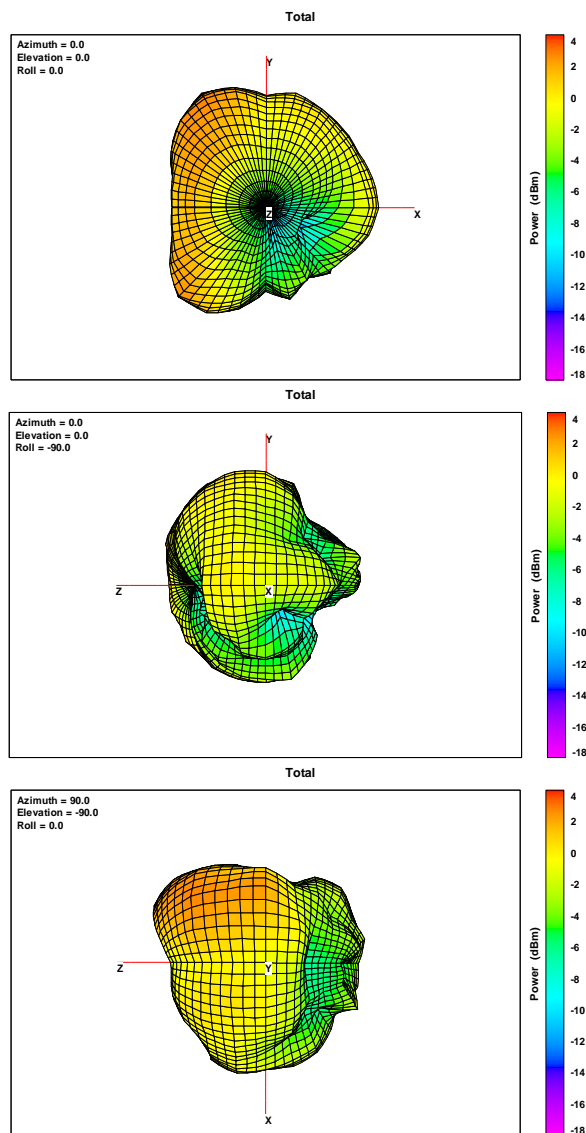 Total
Azimuth = 0.0
Elevation = 0.0
Roll = 0.0
Y
Z
X
4
2
0
-2
-4
-6
-8
-10
-12
-14
-16
-18
Power (dBm)
Total
Azimuth = 0.0
Elevation = 0.0
Roll = -90.0
Y
Z
X
4
2
0
-2
-4
-6
-8
-10
-12
-14
-16
-18
Power (dBm)
Total
Azimuth = 90.0
Elevation = -90.0
Roll = 0.0
Z
Y
X
4
2
0
-2
-4
-6
-8
-10
-12
-14
-16
-18
Power (dBm)